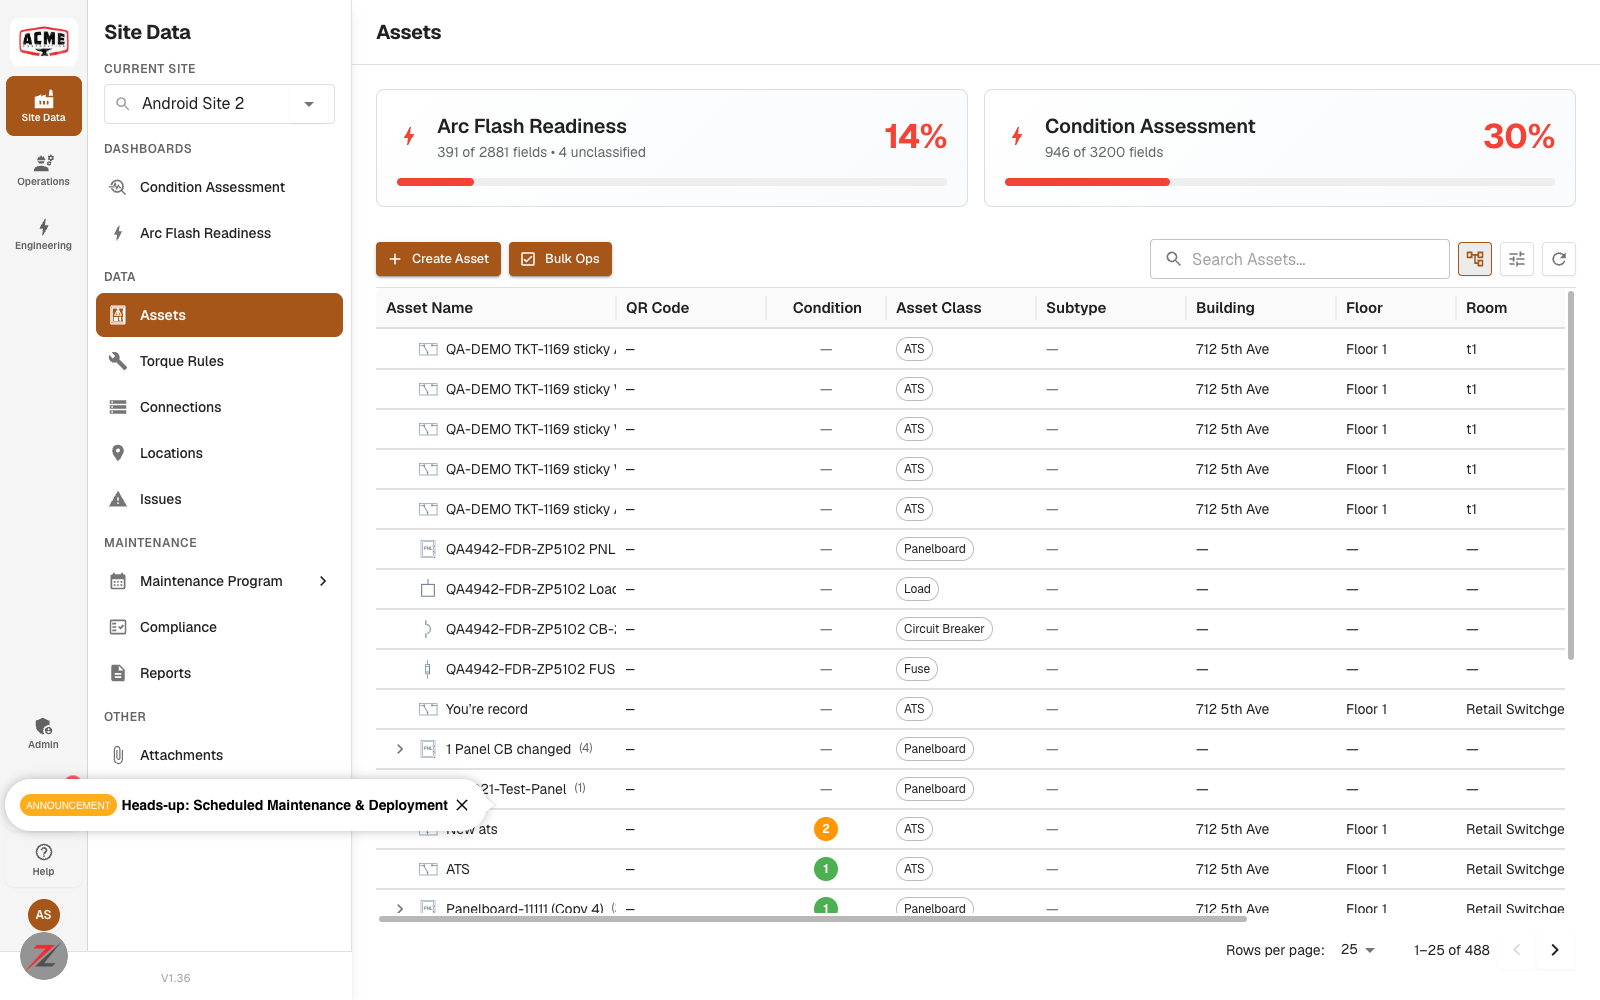 ACME
Site Data
Operations
Engineering
Admin
Help
AS
Site Data
CURRENT SITE
Android Site 2
DASHBOARDS
Condition Assessment
Arc Flash Readiness
DATA
Assets
Torque Rules
Connections
Locations
Issues
MAINTENANCE
Maintenance Program
Compliance
Reports
OTHER
Attachments
ANNOUNCEMENT Heads-up: Scheduled Maintenance & Deployment
V1.36
Assets
Arc Flash Readiness
391 of 2881 fields • 4 unclassified
14%
Condition Assessment
946 of 3200 fields
30%
Create Asset
Bulk Ops
Search Assets...
Asset Name QR Code Condition Asset Class Subtype Building Floor Room
QA-DEMO TKT-1169 sticky – — ATS — 712 5th Ave Floor 1 t1
QA-DEMO TKT-1169 sticky – — ATS — 712 5th Ave Floor 1 t1
QA-DEMO TKT-1169 sticky – — ATS — 712 5th Ave Floor 1 t1
QA-DEMO TKT-1169 sticky – — ATS — 712 5th Ave Floor 1 t1
QA-DEMO TKT-1169 sticky – — ATS — 712 5th Ave Floor 1 t1
QA4942-FDR-ZP5102 PNL – — Panelboard — — — —
QA4942-FDR-ZP5102 Load – — Load — — — —
QA4942-FDR-ZP5102 CB- – — Circuit Breaker — — — —
QA4942-FDR-ZP5102 FUS – — Fuse — — — —
You're record – — ATS — 712 5th Ave Floor 1 Retail Switchge
1 Panel CB changed (4) – — Panelboard — — — —
21-Test-Panel (1) – — Panelboard — — — —
New ats – 2 ATS — 712 5th Ave Floor 1 Retail Switchge
ATS – 1 ATS — 712 5th Ave Floor 1 Retail Switchge
Panelboard-11111 (Copy 4) – 1 Panelboard — 712 5th Ave Floor 1 Retail Switchge
Rows per page: 25 1–25 of 488